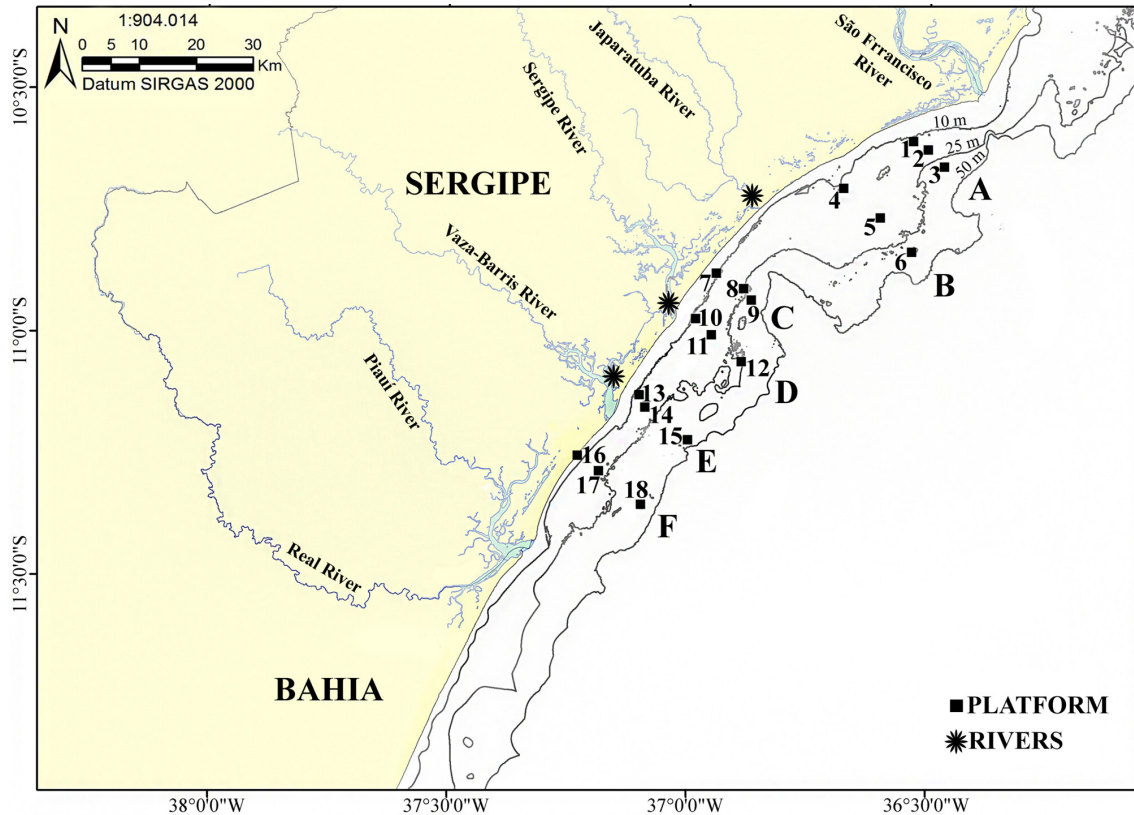 1:904.014
N
0 5 10 20 30
Km
Datum SIRGAS 2000
São Frrancisco
River
Japaratuba River
Sergipe River
10°30'0"S
10 m
25 m
50 m
1
2
3
A
SERGIPE
4
5
6
B
Vaza-Barris River
7
8
9
C
10
11
11°0'0"S
12
D
Piauí River
13
14
15
E
16
17
18
F
Real River
11°30'0"S
BAHIA
PLATFORM
RIVERS
38°0'0"W
37°30'0"W
37°0'0"W
36°30'0"W